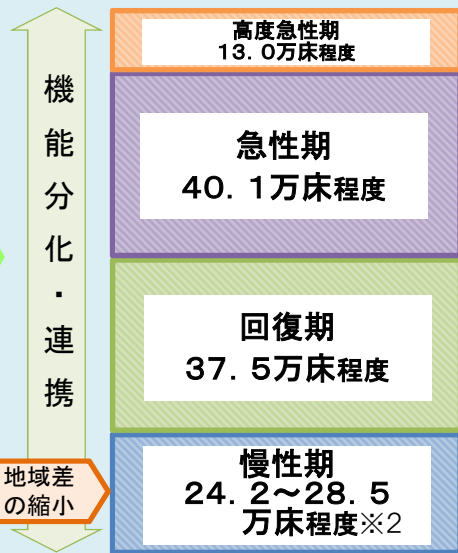 高度急性期
13.0万床程度
機能分化・連携
急性期
40.1万床程度
回復期
37.5万床程度
地域差
の縮小
慢性期
24.2～28.5
万床程度※2